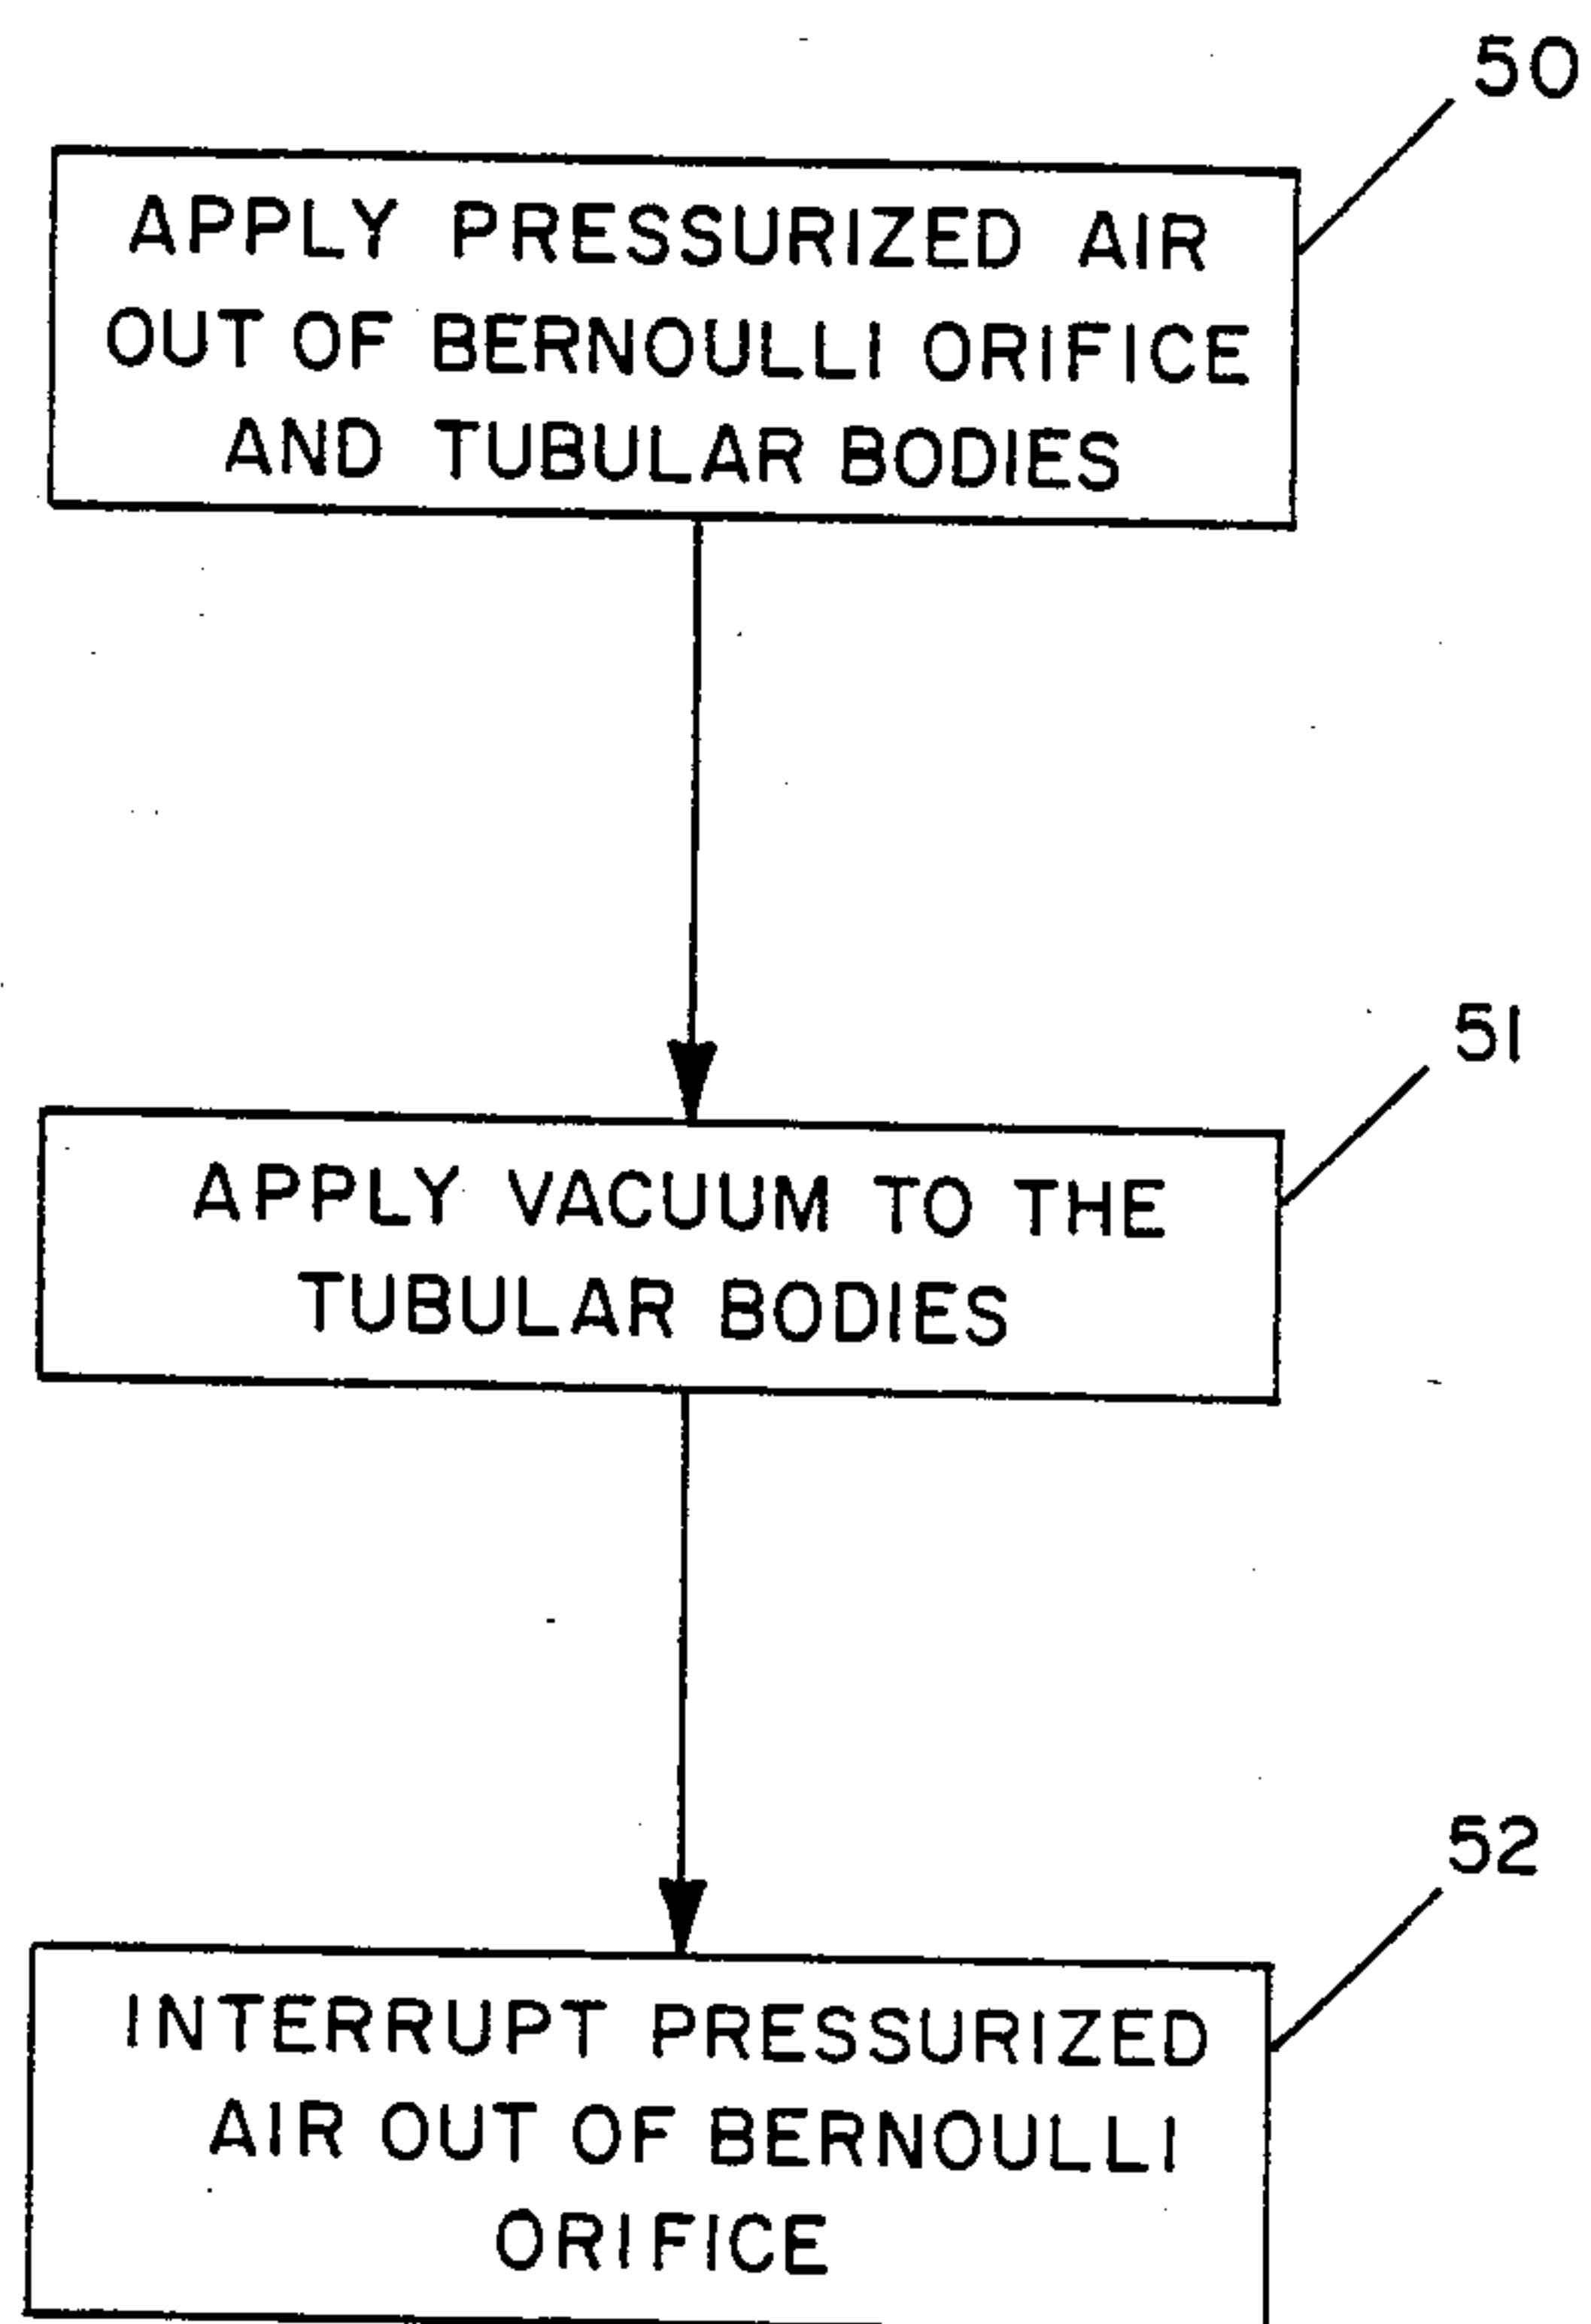 50
APPLY PRESSURIZED AIR
OUT OF BERNOULLI ORIFICE
AND TUBULAR BODIES
51
APPLY VACUUM TO THE
TUBULAR BODIES
52
INTERRUPT PRESSURIZED
AIR OUT OF BERNOULLI
ORIFICE